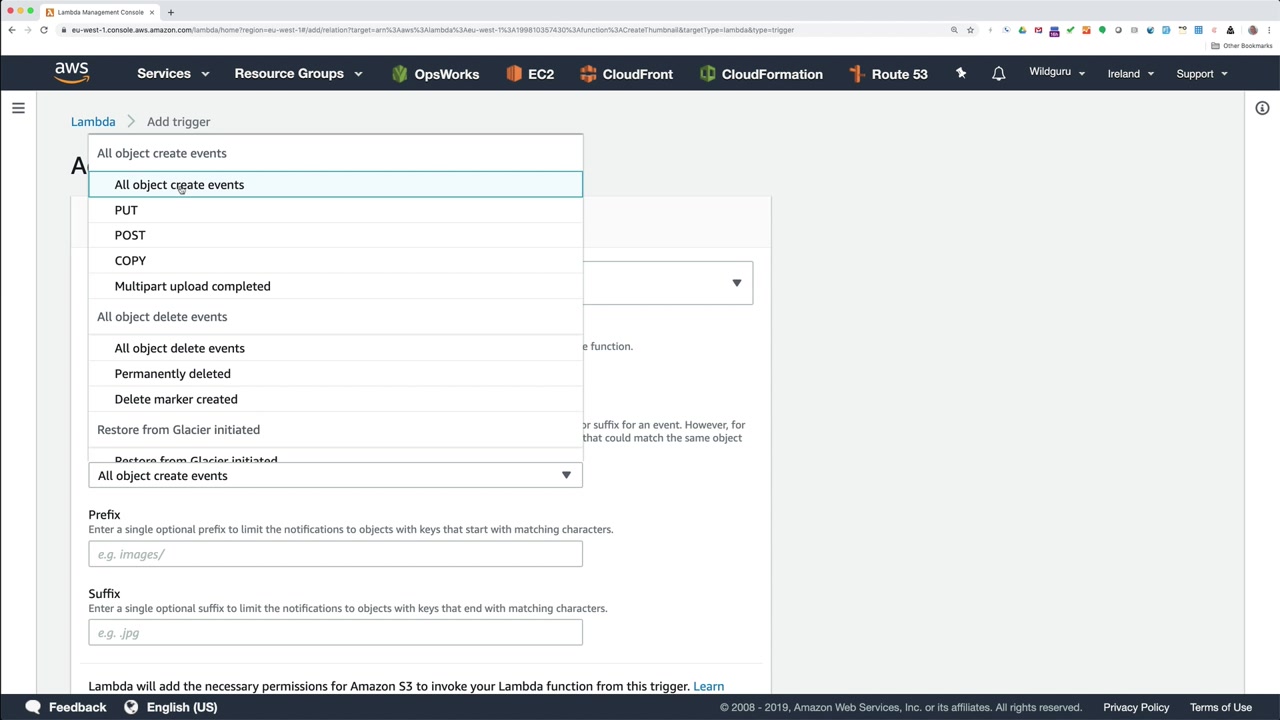 Lambda Management Console
eu-west-1.console.aws.amazon.com/lambda/home?region=eu-west-1#/add/relation?target=arn%3Aaws%3Alambda%3Aeu-west-1%3A199810357430%3Afunction%3ACreateThumbnail&targetType=lambda&type=trigger
Other Bookmarks
aws
Services
Resource Groups
OpsWorks
EC2
CloudFront
CloudFormation
Route 53
Wildguru
Ireland
Support
Lambda
Add trigger
A
All object create events
All object create events
PUT
POST
COPY
Multipart upload completed
All object delete events
e function.
All object delete events
Permanently deleted
Delete marker created
or suffix for an event. However, for
Restore from Glacier initiated
that could match the same object
Restore from Glacier initiated
All object create events
Prefix
Enter a single optional prefix to limit the notifications to objects with keys that start with matching characters.
e.g. images/
Suffix
Enter a single optional suffix to limit the notifications to objects with keys that end with matching characters.
e.g. .jpg
Lambda will add the necessary permissions for Amazon S3 to invoke your Lambda function from this trigger. Learn
Feedback
English (US)
© 2008 - 2019, Amazon Web Services, Inc. or its affiliates. All rights reserved.
Privacy Policy
Terms of Use